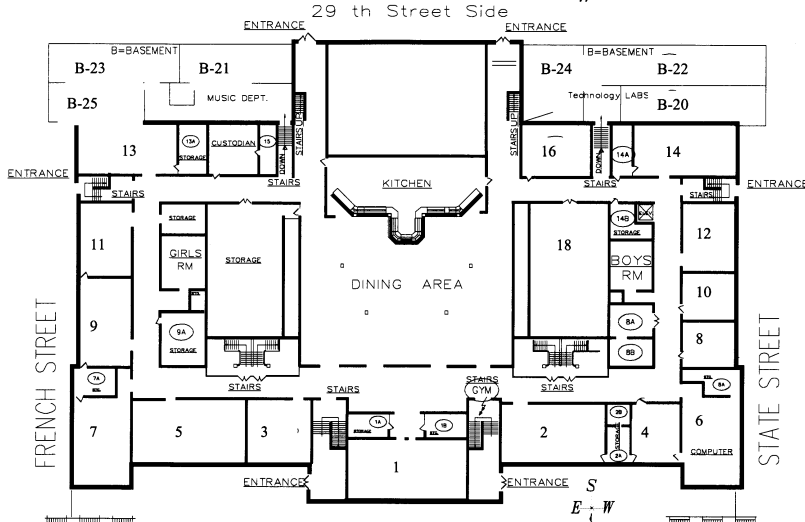 29 th Street Side
ENTRANCE
ENTRANCE
B=BASEMENT
B=BASEMENT
B-23
B-21
B-24
B-22
B-25
MUSIC DEPT.
Technology LABS
B-20
STAIRS UP
STAIRS UP
13
13A
STORAGE
CUSTODIAN
15
DOWN
16
DOWN
14A
14
ENTRANCE
STAIRS
STAIRS
KITCHEN
STAIRS
STAIRS
ENTRANCE
11
STORAGE
14B
STORAGE
12
GIRLS
RM
STORAGE
18
BOYS
RM
DINING AREA
10
9
9A
STORAGE
8A
8
8B
FRENCH STREET
STATE STREET
7A
STAIRS
STAIRS
STAIRS
STAIRS
GYM
6A
7
5
3
1A
STORAGE
1B
2
2B
STORAGE
2A
4
6
COMPUTER
1
ENTRANCE
ENTRANCE
S
E W